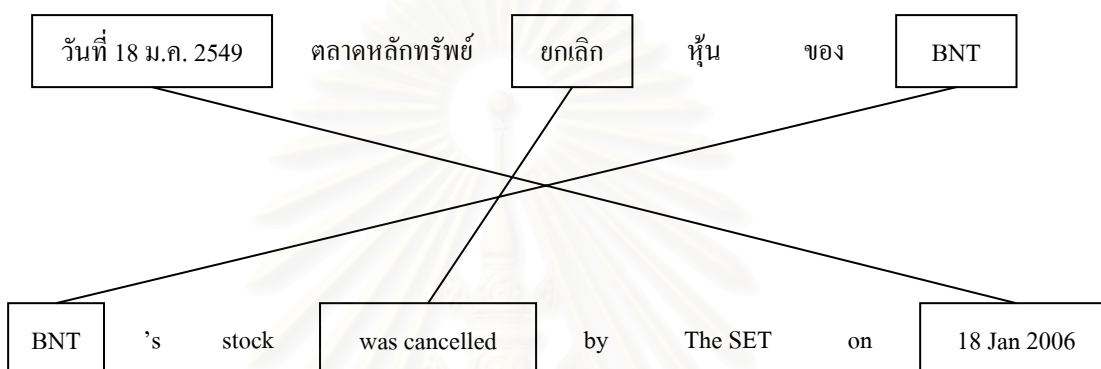 วันที่ 18 ม.ค. 2549 ตลาดหลักทรัพย์ ยกเลิก หุ้น ของ BNT
BNT ’s stock was cancelled by The SET on 18 Jan 2006